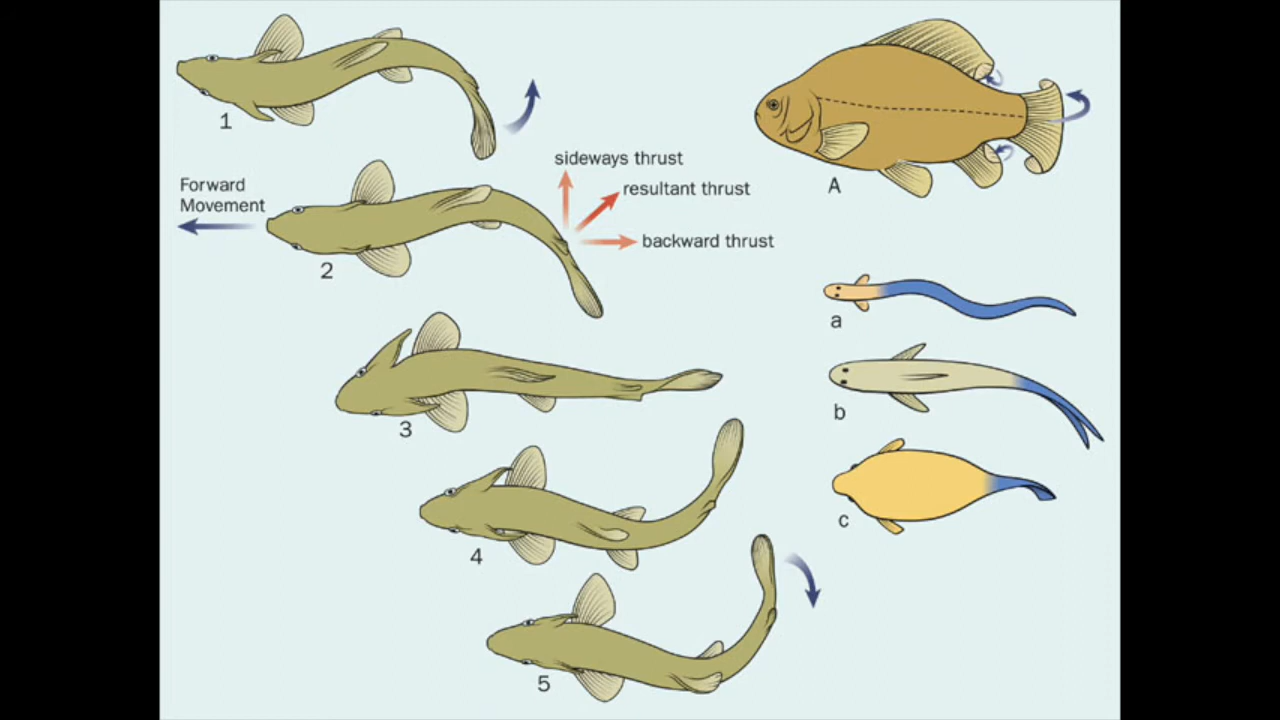 1
Forward
Movement
2
sideways thrust
resultant thrust
backward thrust
3
4
5
A
a
b
c